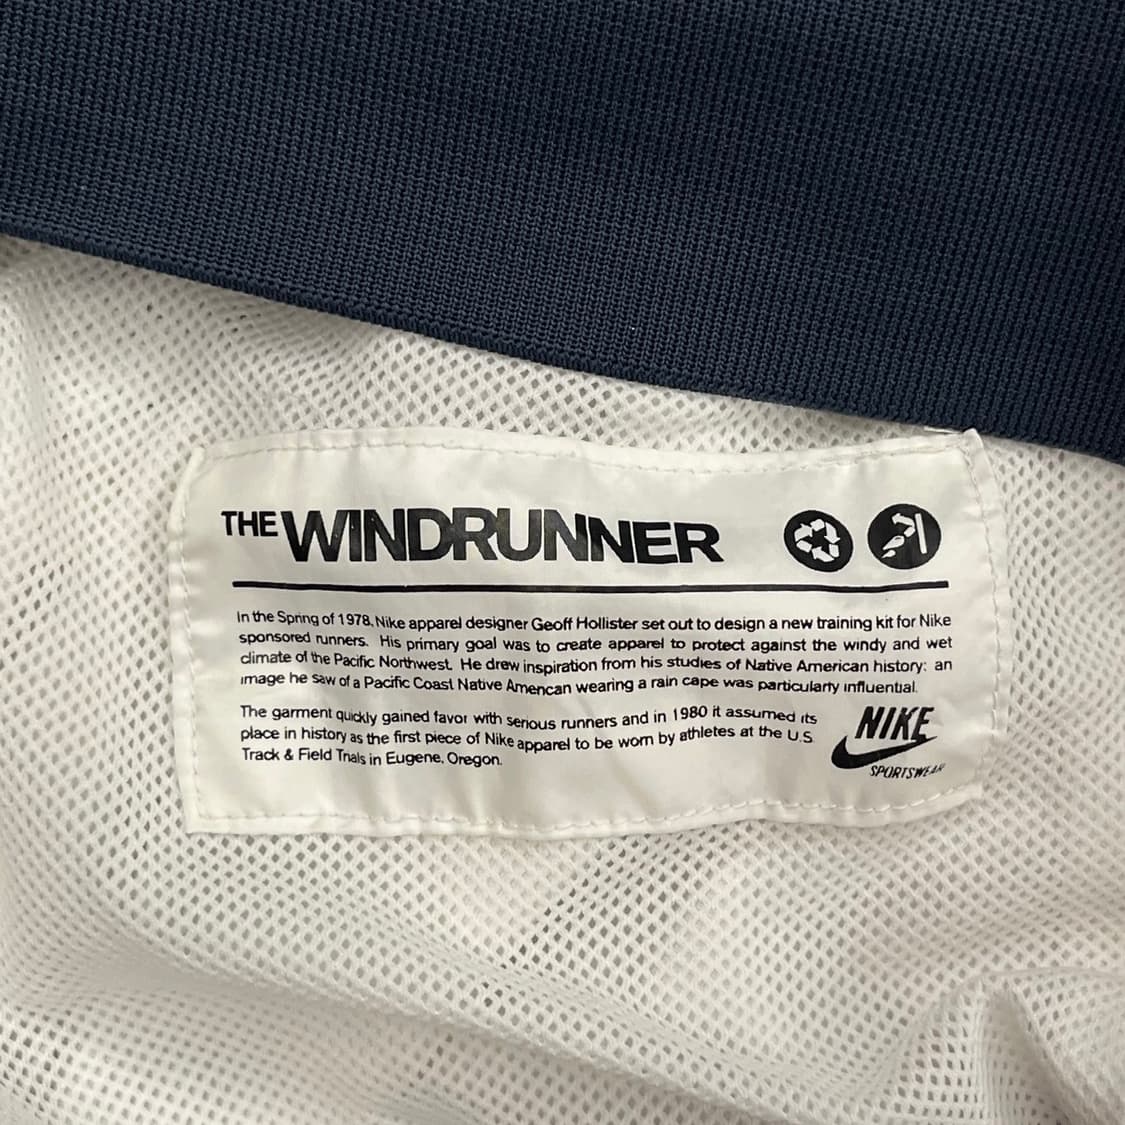 THE WINDRUNNER
In the Spring of 1978, Nike apparel designer Geoff Hollister set out to design a new training kit for Nike
sponsored runners. His primary goal was to create apparel to protect against the windy and wet
climate of the Pacific Northwest. He drew inspiration from his studies of Native American history: an
image he saw of a Pacific Coast Native American wearing a rain cape was particularly influential.
The garment quickly gained favor with serious runners and in 1980 it assumed its
place in history as the first piece of Nike apparel to be worn by athletes at the U.S.
Track & Field Trials in Eugene, Oregon.
NIKE
SPORTSWEAR